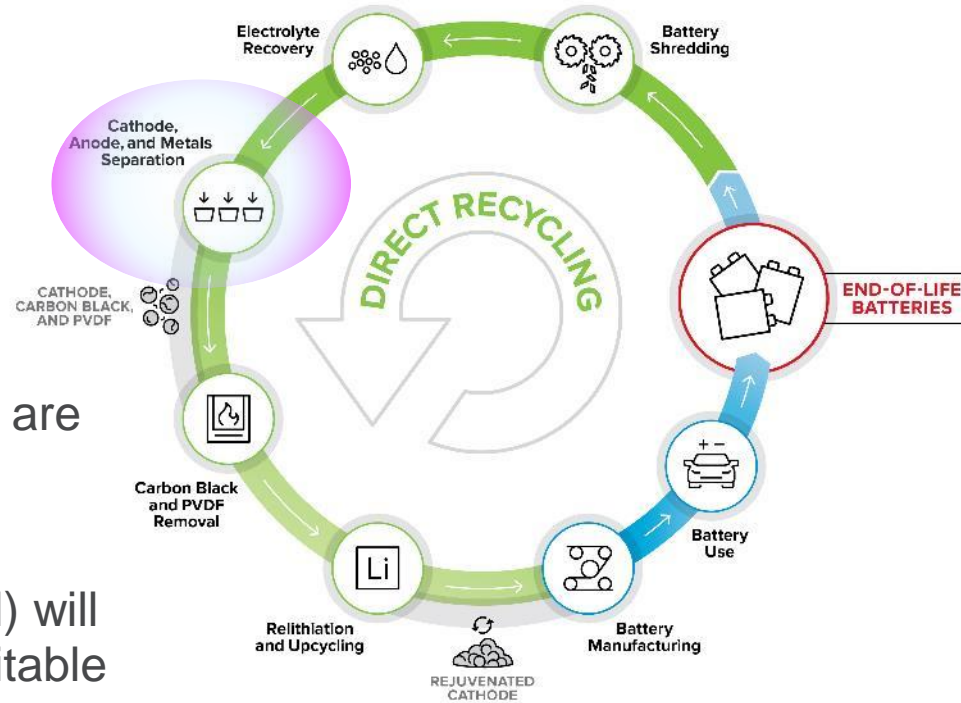 Electrolyte
Recovery
Battery
Shredding
Cathode,
Anode, and Metals
Separation
DIRECT RECYCLING
CATHODE,
CARBON BLACK,
AND PVDF
END-OF-LIFE
BATTERIES
are
Carbon Black
and PVDF
Removal
+ −
Battery
Use
Li
) will
Relithiation
and Upcycling
Battery
Manufacturing
itable
REJUVENATED
CATHODE